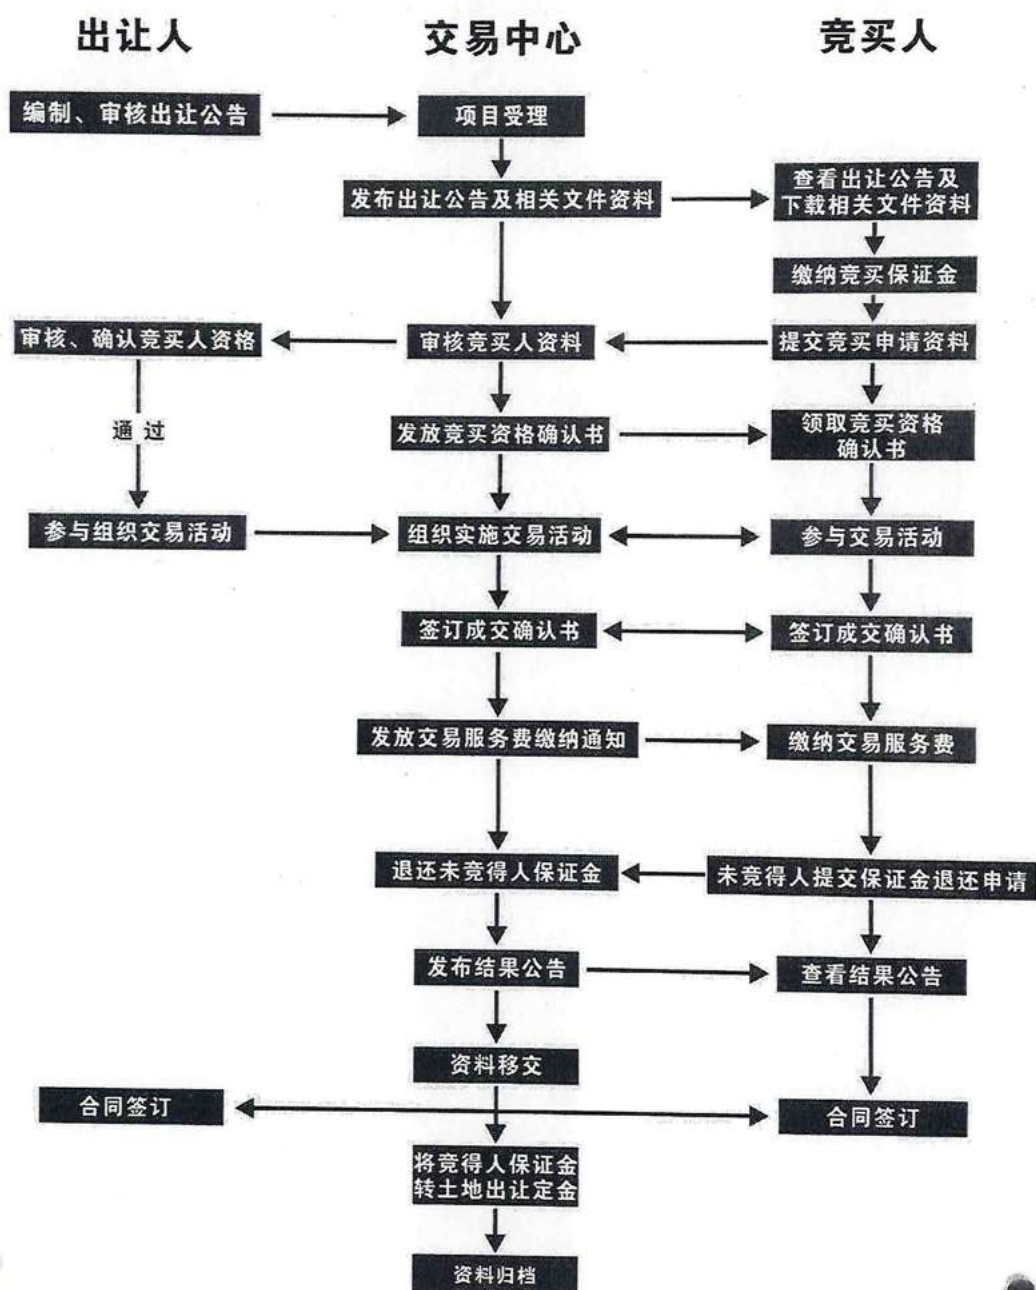 出让人
交易中心
竞买人
编制、审核出让公告
项目受理
发布出让公告及相关文件资料
查看出让公告及
下载相关文件资料
缴纳竞买保证金
审核、确认竞买人资格
审核竞买人资料
提交竞买申请资料
通 过
发放竞买资格确认书
领取竞买资格
确认书
参与组织交易活动
组织实施交易活动
参与交易活动
签订成交确认书
签订成交确认书
发放交易服务费缴纳通知
缴纳交易服务费
退还未竞得人保证金
未竞得人提交保证金退还申请
发布结果公告
查看结果公告
资料移交
合同签订
合同签订
将竞得人保证金
转土地出让定金
资料归档